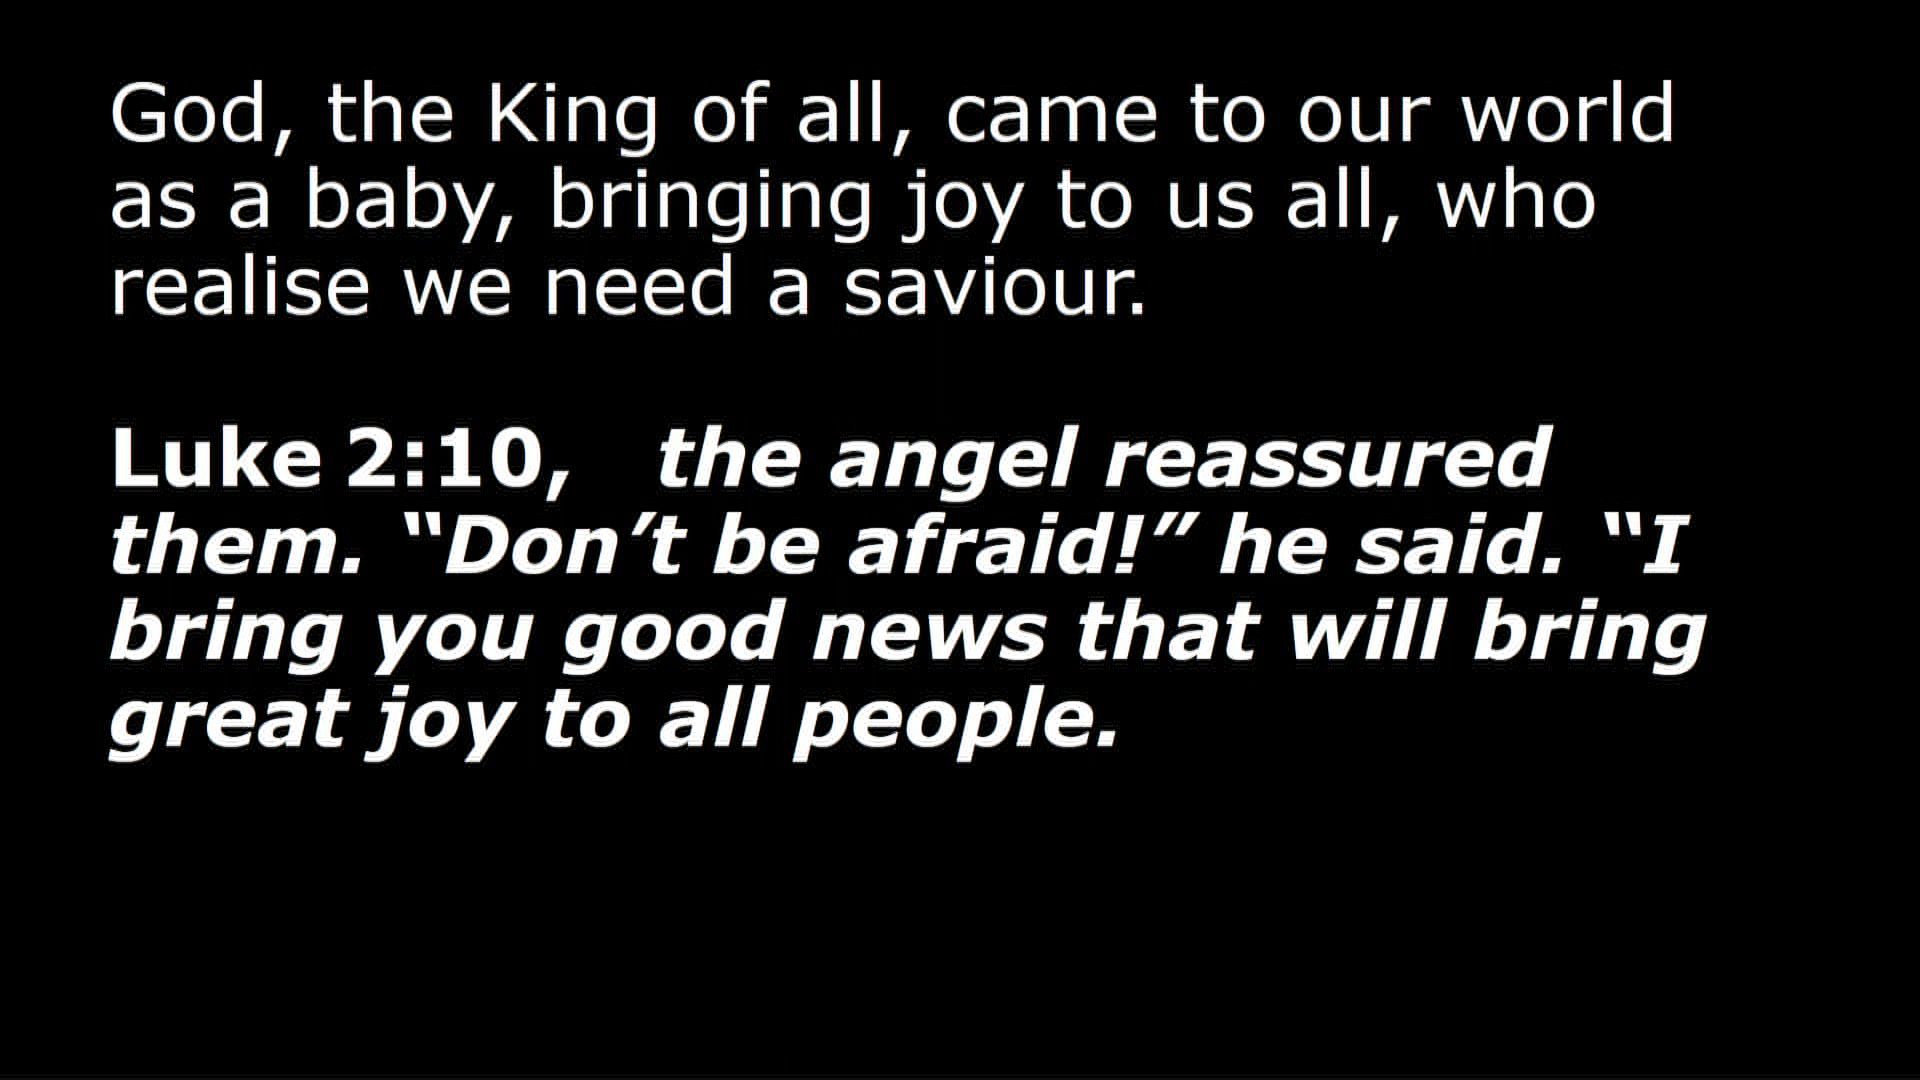 God, the King of all, came to our world
as a baby, bringing joy to us all, who
realise we need a saviour.
Luke 2:10,   the angel reassured
them. “Don’t be afraid!” he said. “I
bring you good news that will bring
great joy to all people.